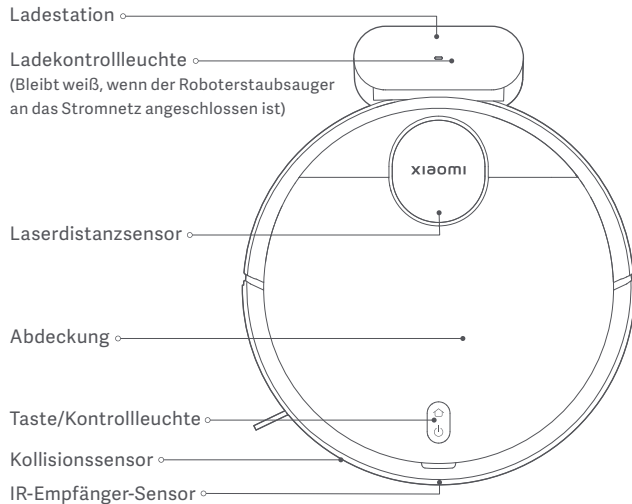 Ladestation
Ladekontrollleuchte
(Bleibt weiß, wenn der Roboterstaubsauger
an das Stromnetz angeschlossen ist)
xiaomi
Laserdistanzsensor
Abdeckung
Taste/Kontrollleuchte
Kollisionssensor
IR-Empfänger-Sensor